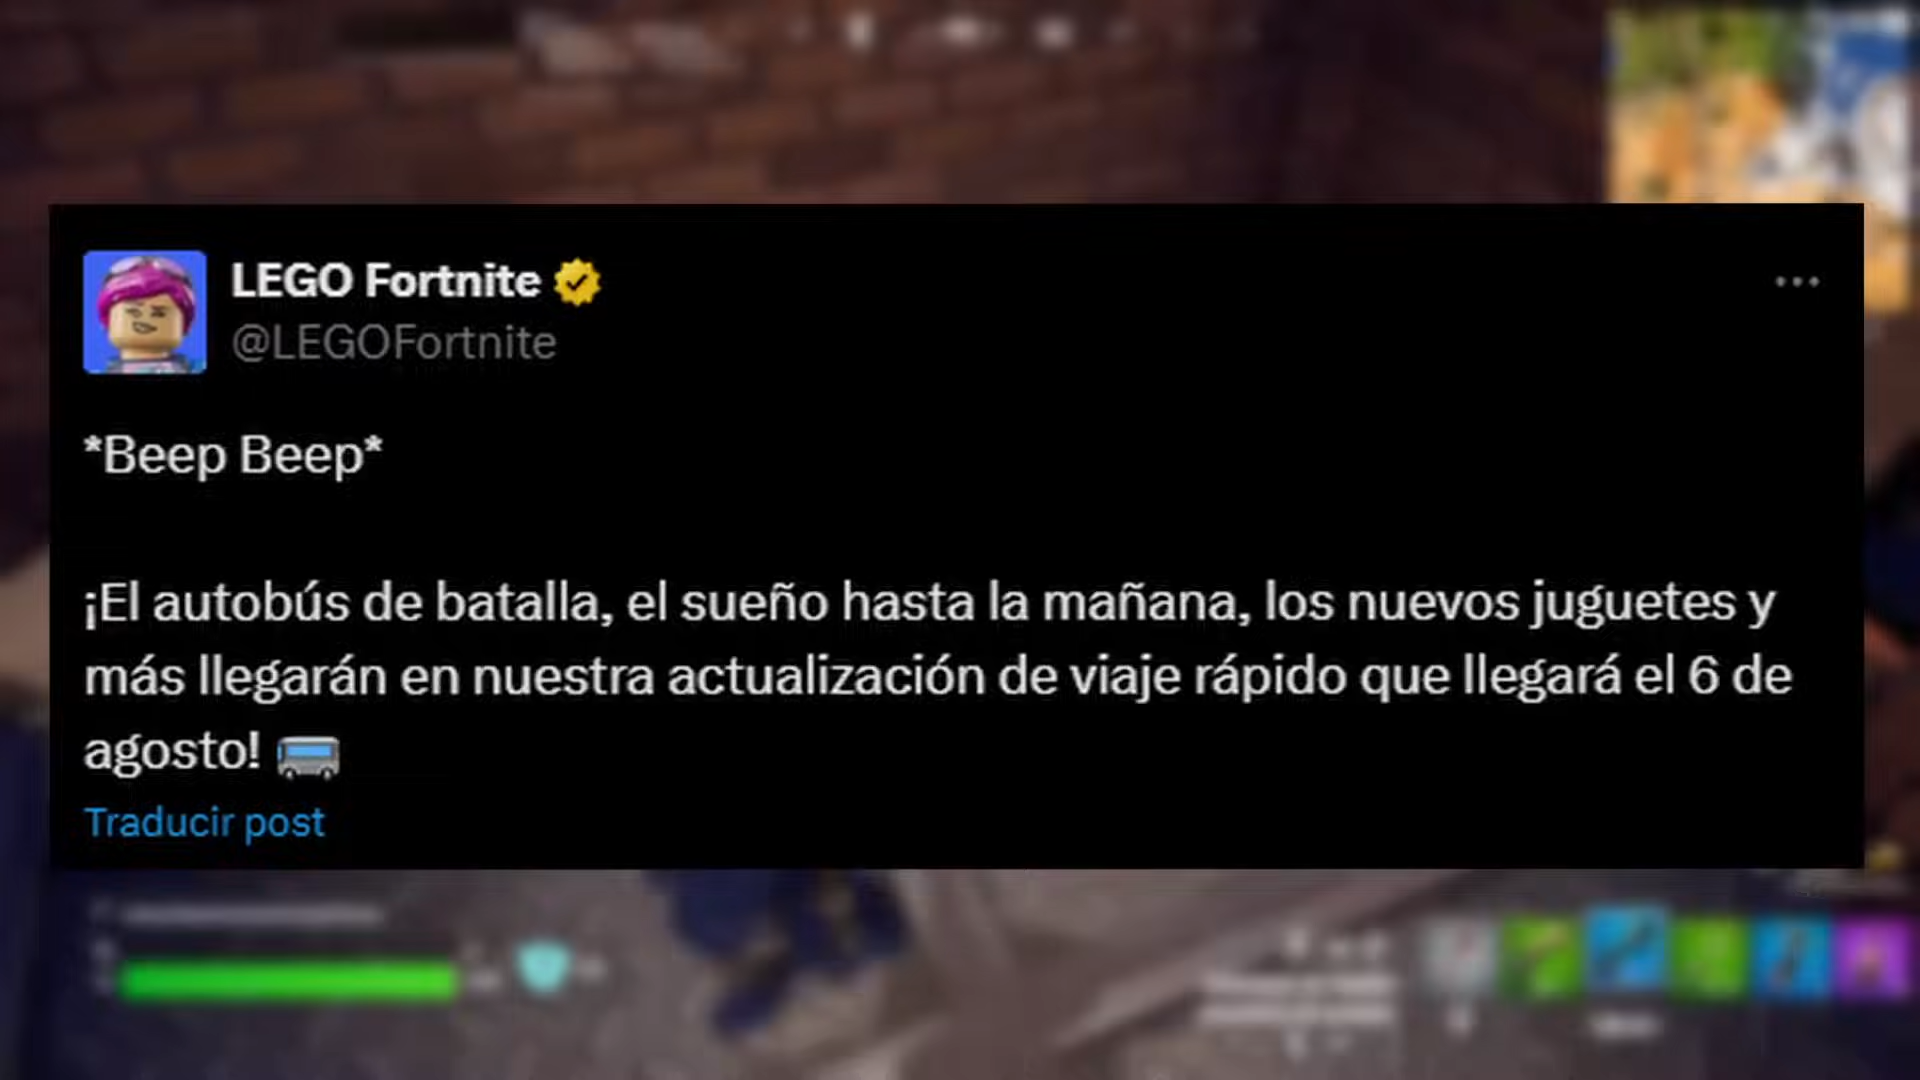 LEGO Fortnite
@LEGOFortnite
*Beep Beep*
¡El autobús de batalla, el sueño hasta la mañana, los nuevos juguetes y
más llegarán en nuestra actualización de viaje rápido que llegará el 6 de
agosto!
Traducir post